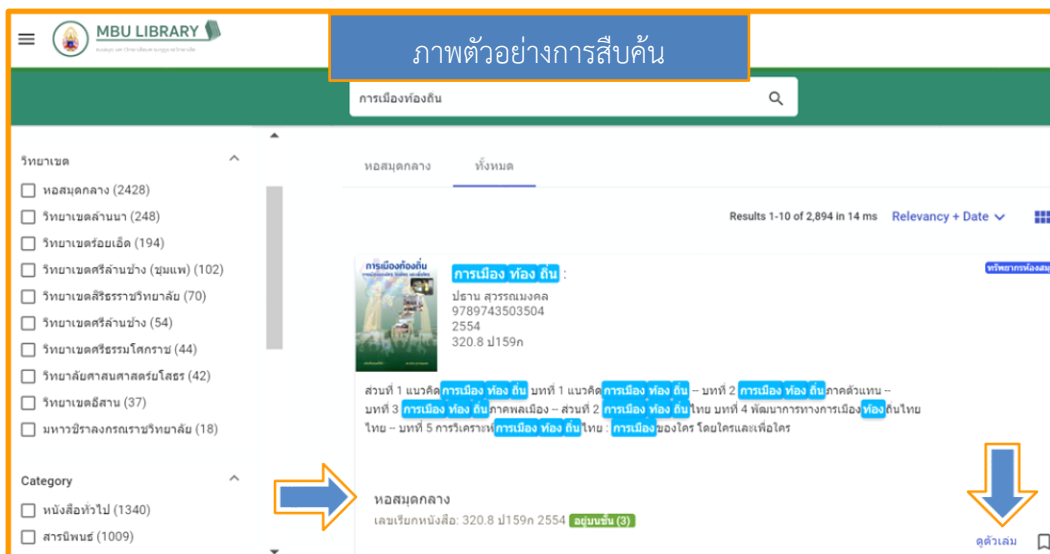 MBU LIBRARY
ภาพตัวอย่างการสืบค้น
การเมืองท้องถิ่น
วิทยาเขต
หอสมุดกลาง (2428)
วิทยาเขตล้านนา (248)
วิทยาเขตร้อยเอ็ด (194)
วิทยาเขตศรีล้านช้าง (ชุมแพ) (102)
วิทยาเขตสิริธรราชวิทยาลัย (70)
วิทยาเขตศรีล้านช้าง (54)
วิทยาเขตศรีธรรมโศกราช (44)
วิทยาลัยศาสนศาสตร์ยโสธร (42)
วิทยาเขตอีสาน (37)
มหาวชิราลงกรณราชวิทยาลัย (18)
Category
หนังสือทั่วไป (1340)
สารนิพนธ์ (1009)
หอสมุดกลาง ทั้งหมด
Results 1-10 of 2,894 in 14 ms Relevancy + Date
การเมืองท้องถิ่น
การเมือง ท้อง ถิ่น :
ทรัพยากรห้องสมุ
ปธาน สุวรรณมงคล
9789743503504
2554
320.8 ป159ก
ส่วนที่ 1 แนวคิดการเมือง ท้อง ถิ่น บทที่ 1 แนวคิดการเมือง ท้อง ถิ่น -- บทที่ 2 การเมือง ท้อง ถิ่นภาคตัวแทน --
บทที่ 3 การเมือง ท้อง ถิ่นภาคพลเมือง -- ส่วนที่ 2 การเมือง ท้อง ถิ่นไทย บทที่ 4 พัฒนาการทางการเมือง ท้องถิ่นไทย
ไทย -- บทที่ 5 การวิเคราะห์การเมือง ท้อง ถิ่นไทย : การเมืองของใคร โดยใครและเพื่อใคร
หอสมุดกลาง
เลขเรียกหนังสือ: 320.8 ป159ก 2554 อยู่บนชั้น (3)
ดูตัวเล่ม